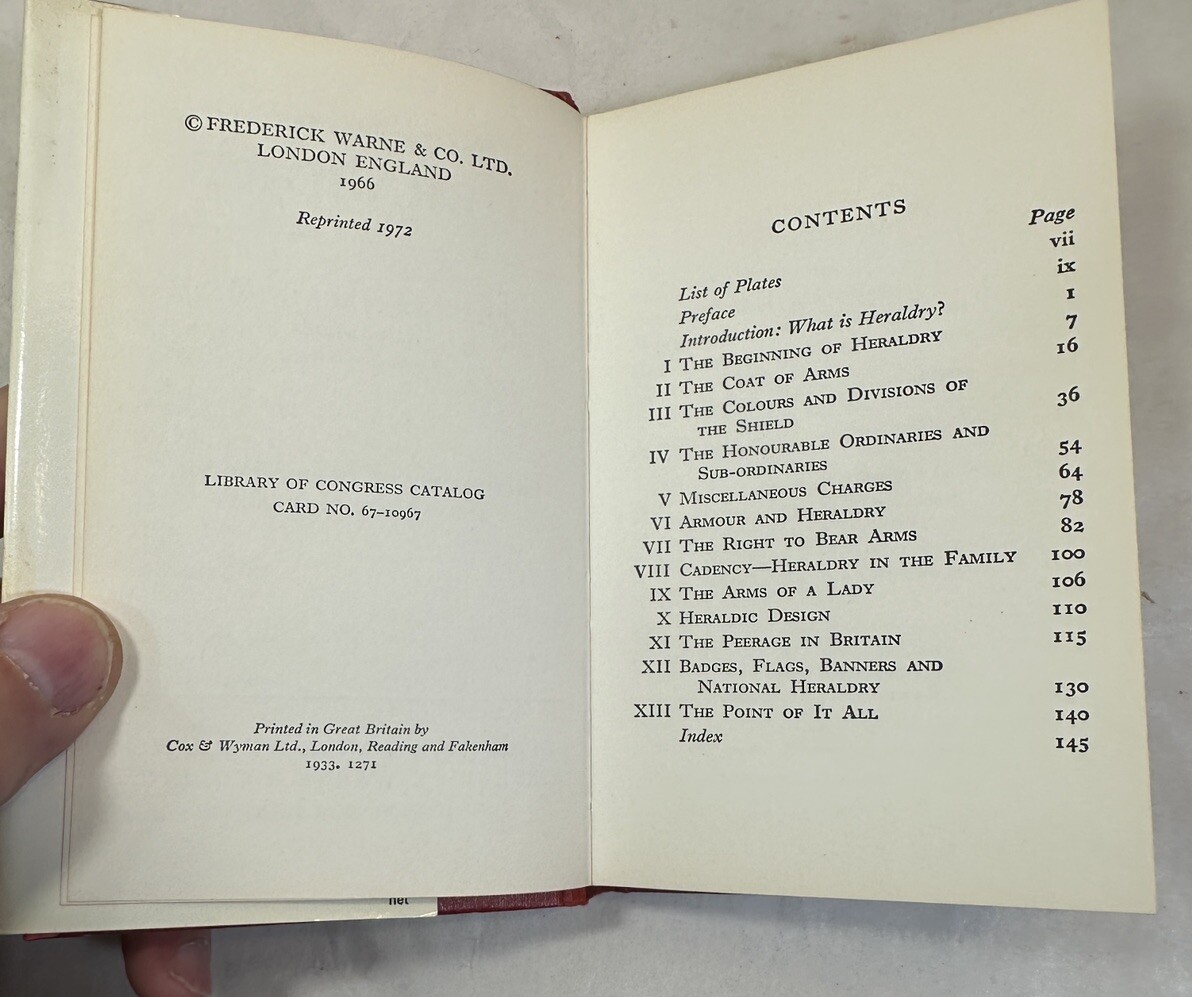 © FREDERICK WARNE & CO. LTD.
LONDON ENGLAND
1966
Reprinted 1972
LIBRARY OF CONGRESS CATALOG
CARD NO. 67-10967
Printed in Great Britain by
Cox & Wyman Ltd., London, Reading and Fakenham
1933. 1271
net
CONTENTS
Page
List of Plates vii
Preface ix
Introduction: What is Heraldry? 1
I THE BEGINNING OF HERALDRY 7
II THE COAT OF ARMS 16
III THE COLOURS AND DIVISIONS OF
THE SHIELD 36
IV THE HONOURABLE ORDINARIES AND
SUB-ORDINARIES 54
V MISCELLANEOUS CHARGES 64
VI ARMOUR AND HERALDRY 78
VII THE RIGHT TO BEAR ARMS 82
VIII CADENCY—HERALDRY IN THE FAMILY 100
IX THE ARMS OF A LADY 106
X HERALDIC DESIGN 110
XI THE PEERAGE IN BRITAIN 115
XII BADGES, FLAGS, BANNERS AND
NATIONAL HERALDRY 130
XIII THE POINT OF IT ALL 140
Index 145